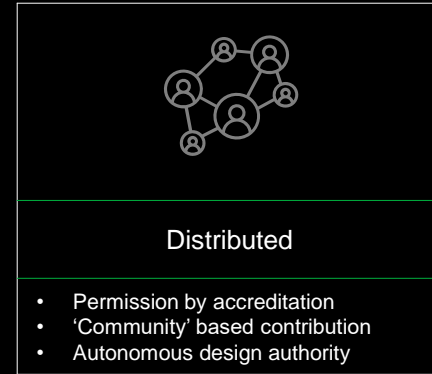 Distributed
• Permission by accreditation
• ‘Community’ based contribution
• Autonomous design authority